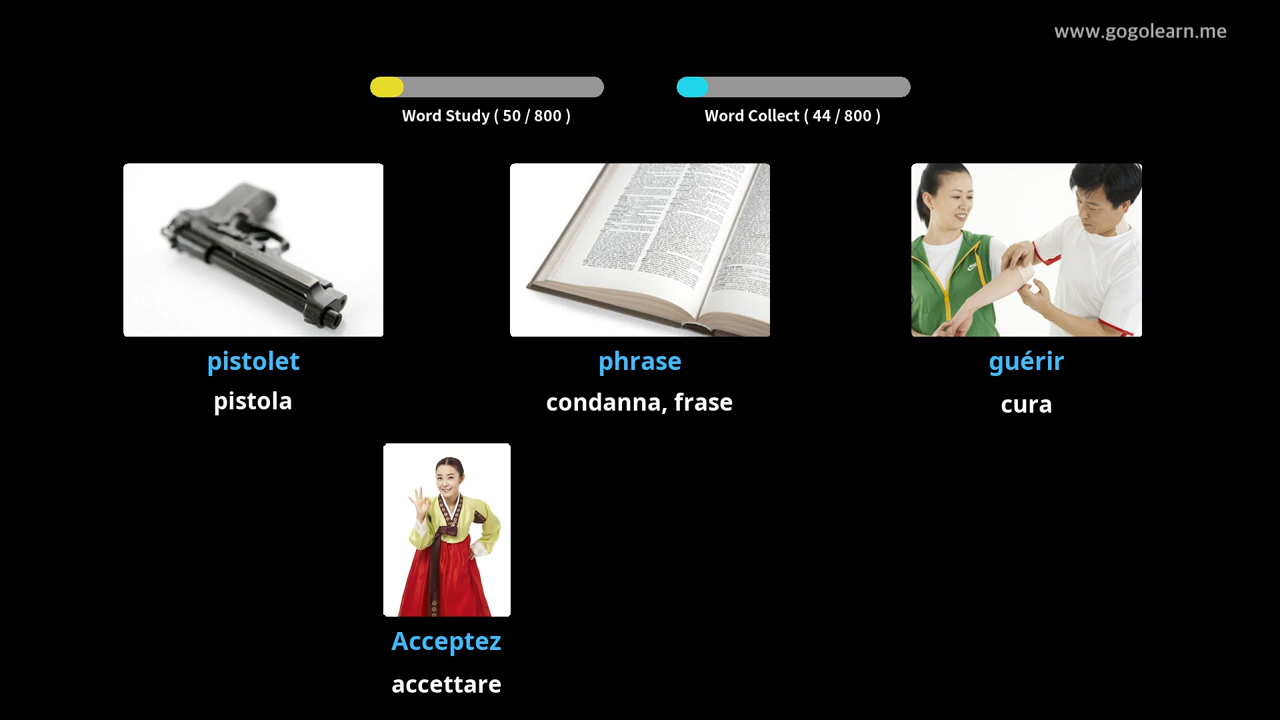 www.gogolearn.me
Word Study ( 50 / 800 )
Word Collect ( 44 / 800 )
pistolet
pistola
phrase
condanna, frase
guérir
cura
Acceptez
accettare